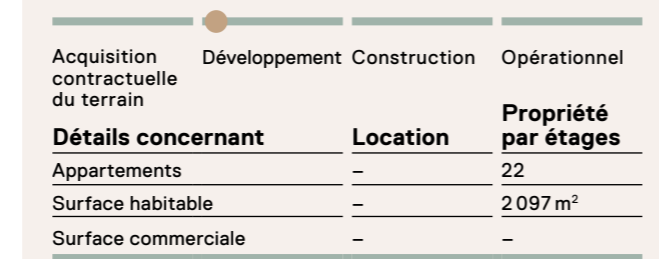 Acquisition contractuelle du terrain
Développement
Construction
Opérationnel
Détails concernant Location Propriété par étages
Appartements – 22
Surface habitable – 2 097 m²
Surface commerciale – –